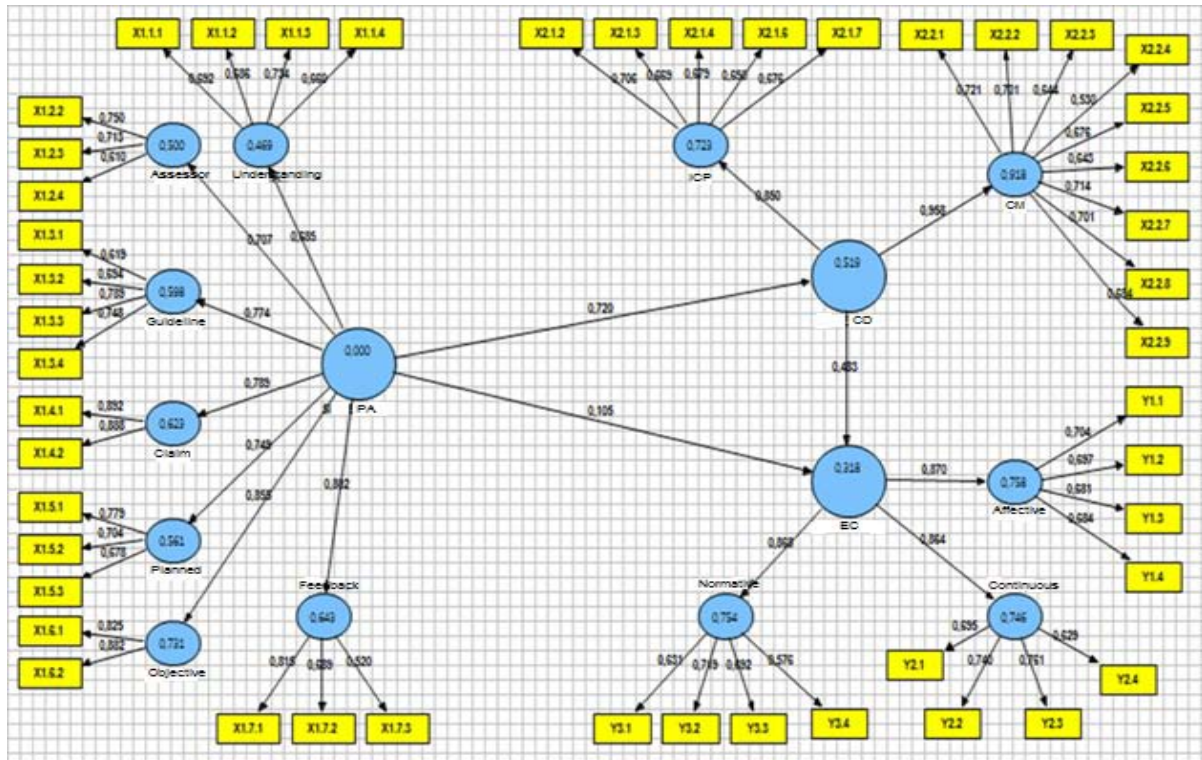 X1.1.1 X1.1.2 X1.1.3 X1.1.4
X2.1.2 X2.1.3 X2.1.4 X2.1.6 X2.1.7
X2.2.1 X2.2.2 X2.2.3 X2.2.4
0,692 0,686 0,734
0,706 0,669 0,679 0,676
0,721 0,701 0,644 0,530
X1.2.2
0,750
X1.2.3
0,713
X1.2.4
0,610
0,500
Assessor
0,469
Understanding
0,723
0,918
CM
X2.2.5
0,676
X2.2.6
0,643
X2.2.7
0,714
X2.2.8
0,701
X2.2.9
0,707 0,685
0,850
0,958
X1.3.1
0,619
X1.3.2
0,694
X1.3.3
0,789
X1.3.4
0,748
0,598
Guideline
0,774
0,519
CD
0,720
0,000
PA
0,483
X1.4.1
0,892
X1.4.2
0,888
0,623
Claim
0,789
0,105
0,749
0,855
0,802
X1.5.1
0,779
X1.5.2
0,704
X1.5.3
0,678
0,561
Planned
0,318
0,870
0,758
Affective
Y1.1
0,704
Y1.2
0,697
Y1.3
0,681
Y1.4
0,684
0,864
X1.6.1
0,825
X1.6.2
0,882
0,731
Objective
Feedback
0,643
0,520
X1.7.1 X1.7.2 X1.7.3
Normative
0,754
0,631 0,719 0,692 0,576
Y3.1 Y3.2 Y3.3 Y3.4
Continuous
0,746
0,695 0,740 0,761 0,629
Y2.1 Y2.2 Y2.3 Y2.4